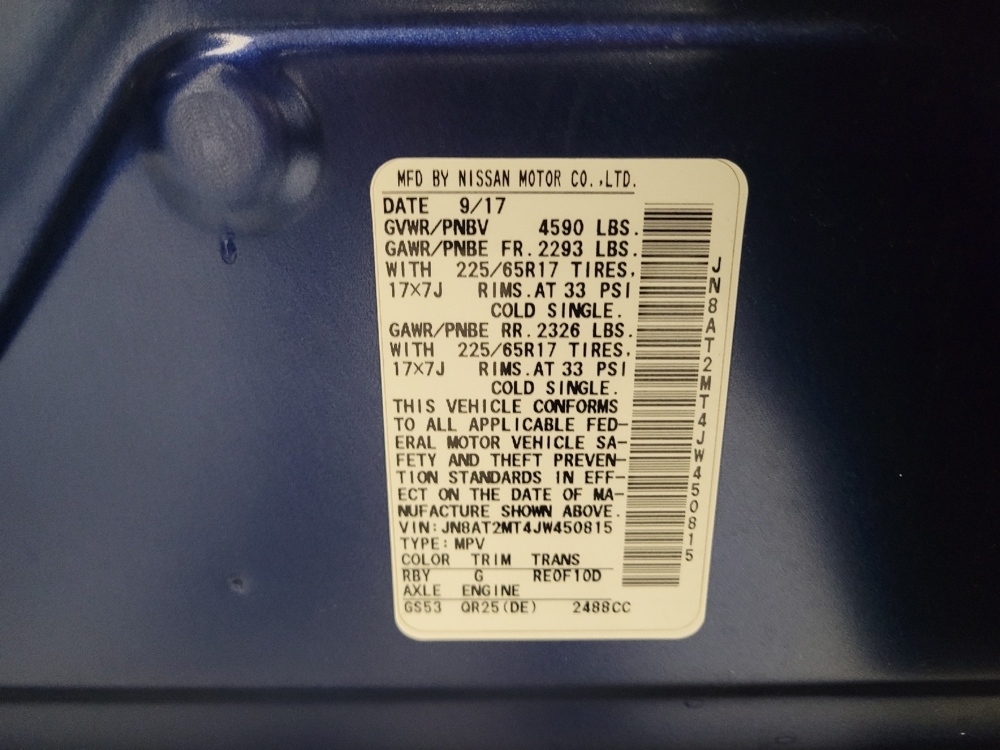 MFD BY NISSAN MOTOR CO.,LTD.
DATE 9/17
GVWR/PNBV 4590 LBS.
GAWR/PNBE FR. 2293 LBS.
WITH 225/65R17 TIRES,
17×7J RIMS. AT 33 PSI
COLD SINGLE.
GAWR/PNBE RR. 2326 LBS.
WITH 225/65R17 TIRES,
17×7J RIMS. AT 33 PSI
COLD SINGLE.
THIS VEHICLE CONFORMS
TO ALL APPLICABLE FED-
ERAL MOTOR VEHICLE SA-
FETY AND THEFT PREVEN-
TION STANDARDS IN EFF-
ECT ON THE DATE OF MA-
NUFACTURE SHOWN ABOVE.
VIN: JN8AT2MT4JW450815
TYPE: MPV
COLOR TRIM TRANS
RBY G RE0F10D
AXLE ENGINE
GS53 QR25(DE) 2488CC
JN8AT2MT4JW450815